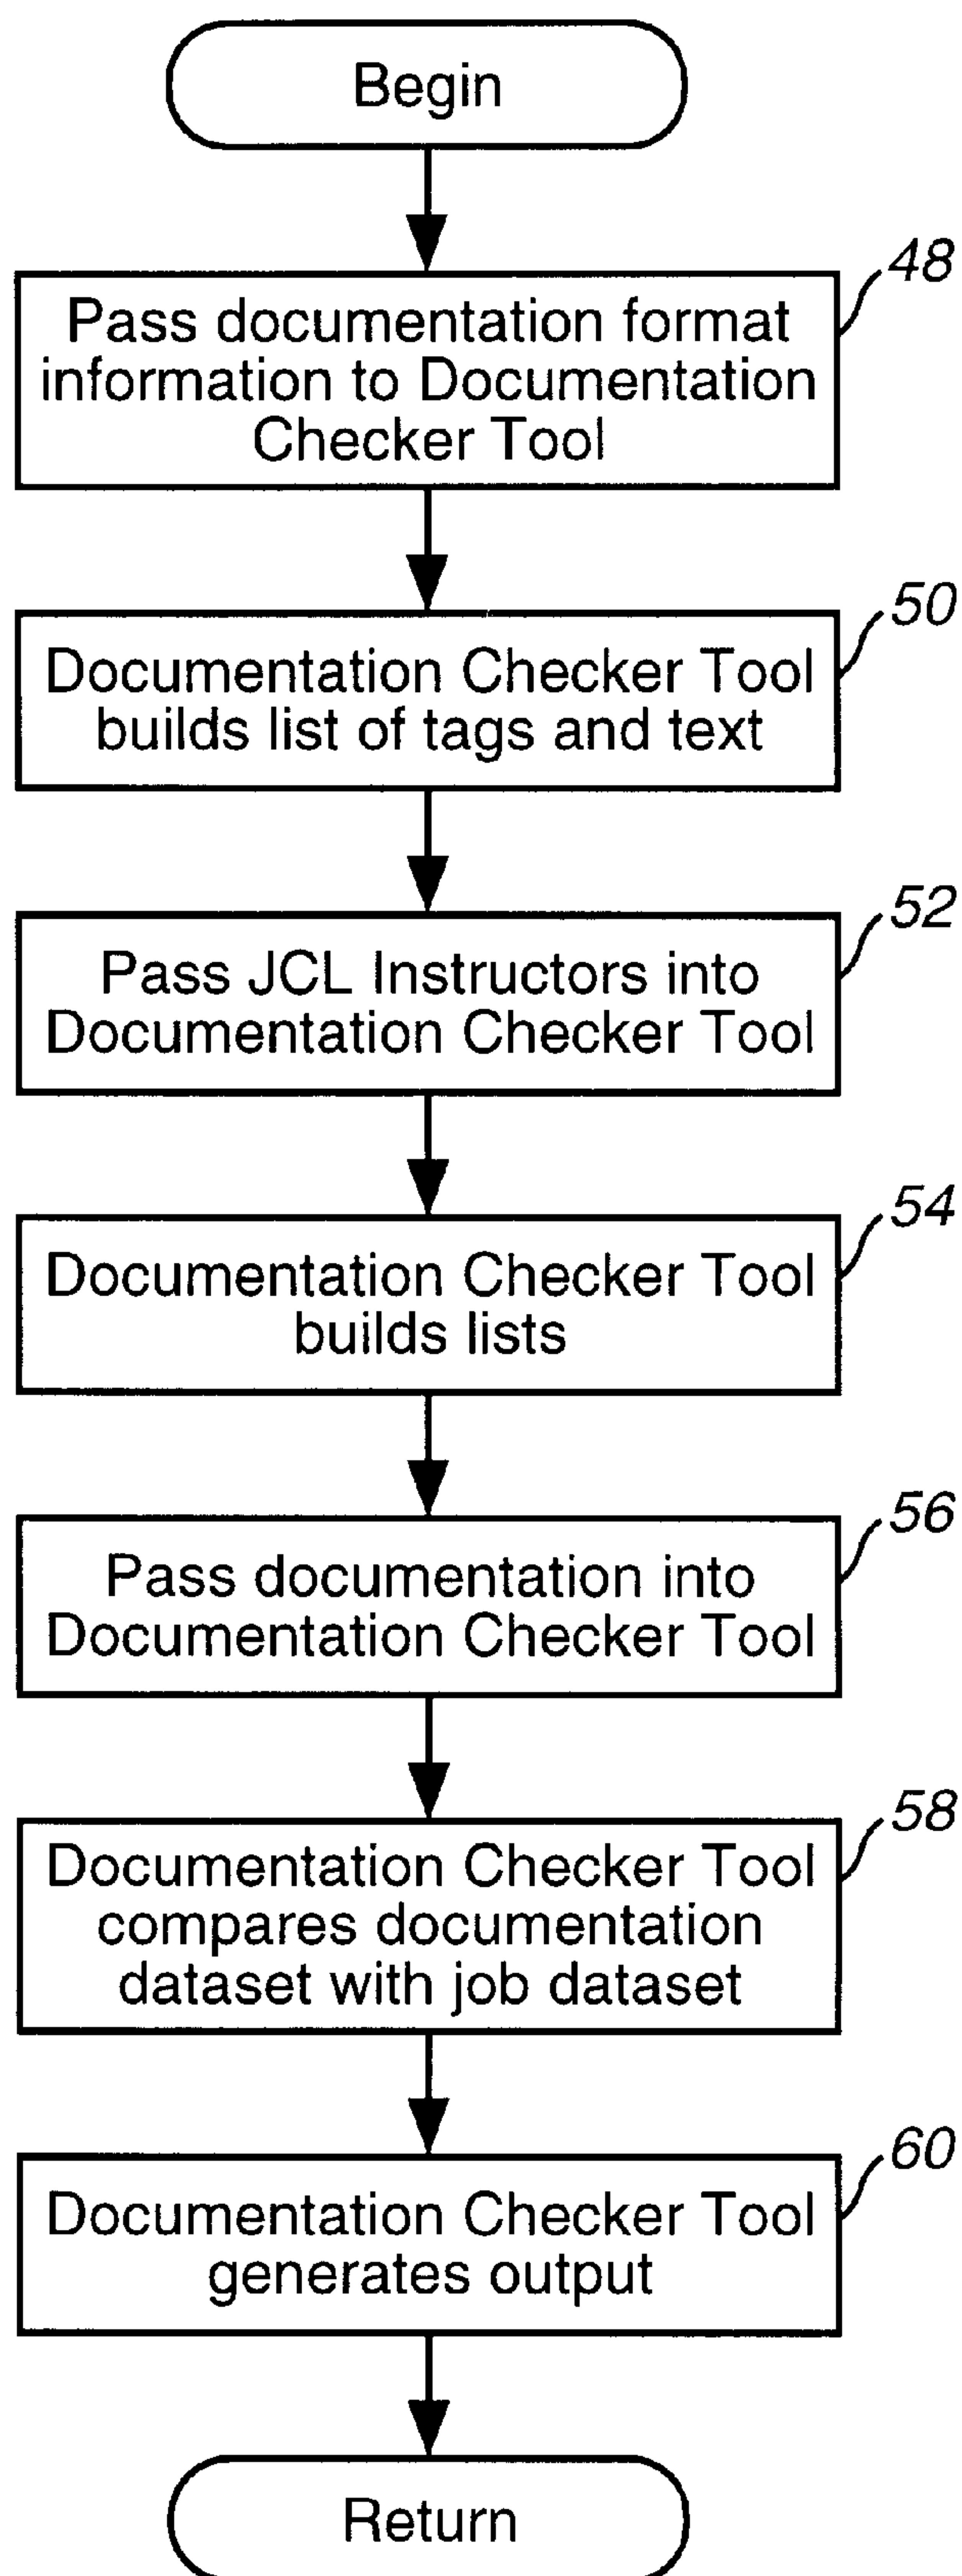 Begin
48
Pass documentation format
information to Documentation
Checker Tool
50
Documentation Checker Tool
builds list of tags and text
52
Pass JCL Instructors into
Documentation Checker Tool
54
Documentation Checker Tool
builds lists
56
Pass documentation into
Documentation Checker Tool
58
Documentation Checker Tool
compares documentation
dataset with job dataset
60
Documentation Checker Tool
generates output
Return